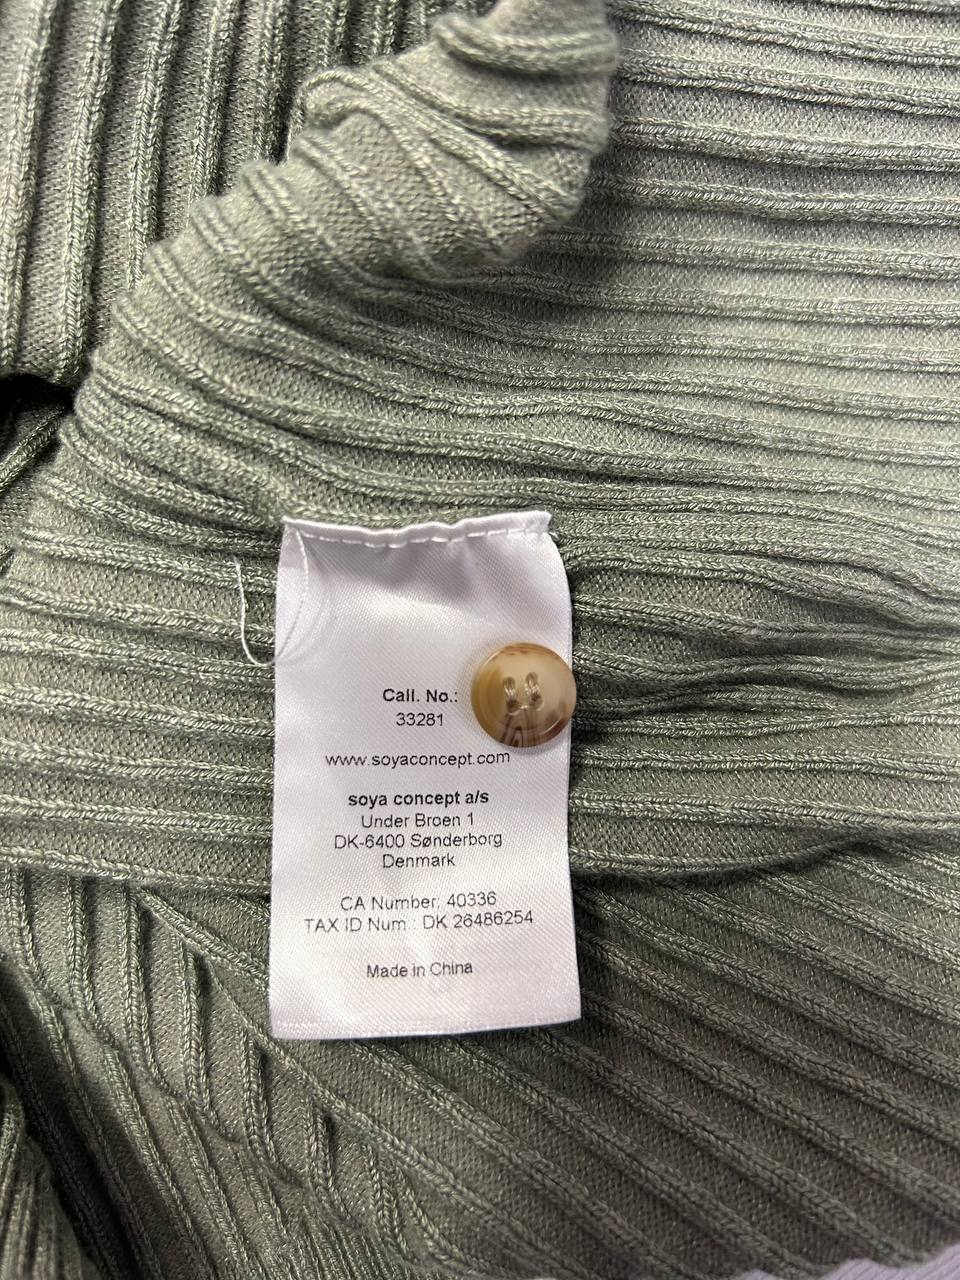 Call. No.:
33281
www.soyaconcept.com
soya concept a/s
Under Broen 1
DK-6400 Sønderborg
Denmark
CA Number: 40336
TAX ID Num.: DK 26486254
Made in China